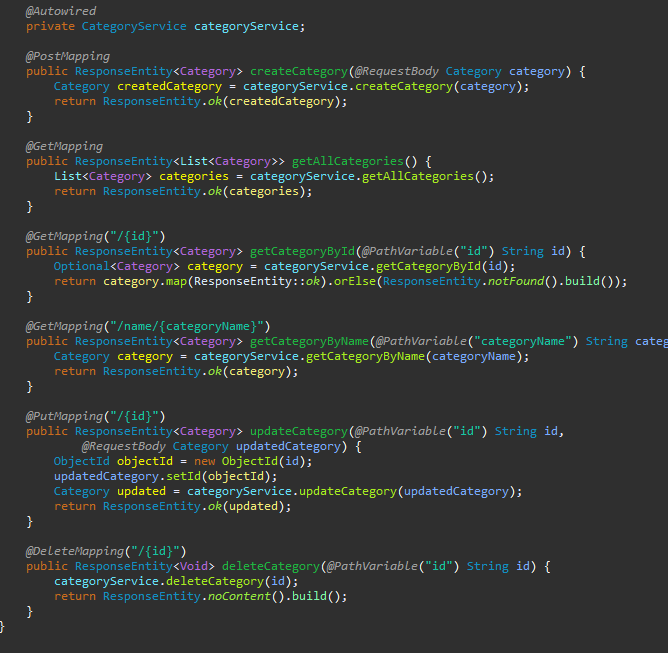 @Autowired
private CategoryService categoryService;
@PostMapping
public ResponseEntity<Category> createCategory(@RequestBody Category category) {
Category createdCategory = categoryService.createCategory(category);
return ResponseEntity.ok(createdCategory);
}
@GetMapping
public ResponseEntity<List<Category>> getAllCategories() {
List<Category> categories = categoryService.getAllCategories();
return ResponseEntity.ok(categories);
}
@GetMapping("/{id}")
public ResponseEntity<Category> getCategoryById(@PathVariable("id") String id) {
Optional<Category> category = categoryService.getCategoryById(id);
return category.map(ResponseEntity::ok).orElse(ResponseEntity.notFound().build());
}
@GetMapping("/name/{categoryName}")
public ResponseEntity<Category> getCategoryByName(@PathVariable("categoryName") String categ
Category category = categoryService.getCategoryByName(categoryName);
return ResponseEntity.ok(category);
}
@PutMapping("/{id}")
public ResponseEntity<Category> updateCategory(@PathVariable("id") String id,
@RequestBody Category updatedCategory) {
ObjectId objectId = new ObjectId(id);
updatedCategory.setId(objectId);
Category updated = categoryService.updateCategory(updatedCategory);
return ResponseEntity.ok(updated);
}
@DeleteMapping("/{id}")
public ResponseEntity<Void> deleteCategory(@PathVariable("id") String id) {
categoryService.deleteCategory(id);
return ResponseEntity.noContent().build();
}
}